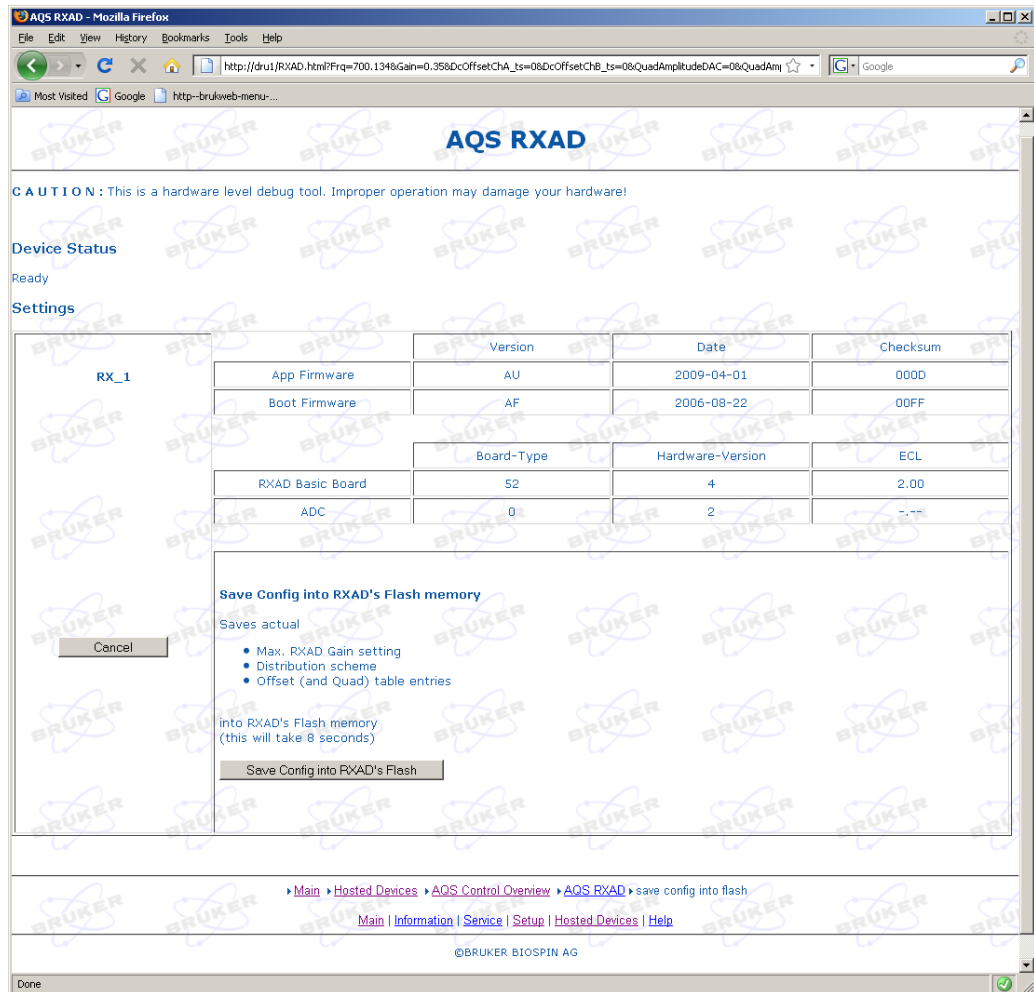 AQS RXAD - Mozilla Firefox
File Edit View History Bookmarks Tools Help
http://dru1/RXAD.html?Frq=700.134&Gain=0.35&DcOffsetChA_ts=0&DcOffsetChB_ts=0&QuadAmplitudeDAC=0&QuadAm
G Google
Most Visited Google http--brukweb-menu-...
AQS RXAD
CAUTION: This is a hardware level debug tool. Improper operation may damage your hardware!
Device Status
Ready
Settings
Version Date Checksum
RX_1 App Firmware AU 2009-04-01 000D
Boot Firmware AF 2006-08-22 00FF
Board-Type Hardware-Version ECL
RXAD Basic Board 52 4 2.00
ADC 0 2 -.--
Save Config into RXAD's Flash memory
Saves actual
Cancel
• Max. RXAD Gain setting
• Distribution scheme
• Offset (and Quad) table entries
into RXAD's Flash memory
(this will take 8 seconds)
Save Config into RXAD's Flash
Main Hosted Devices AQS Control Overview AQS RXAD save config into flash
Main | Information | Service | Setup | Hosted Devices | Help
©BRUKER BIOSPIN AG
Done